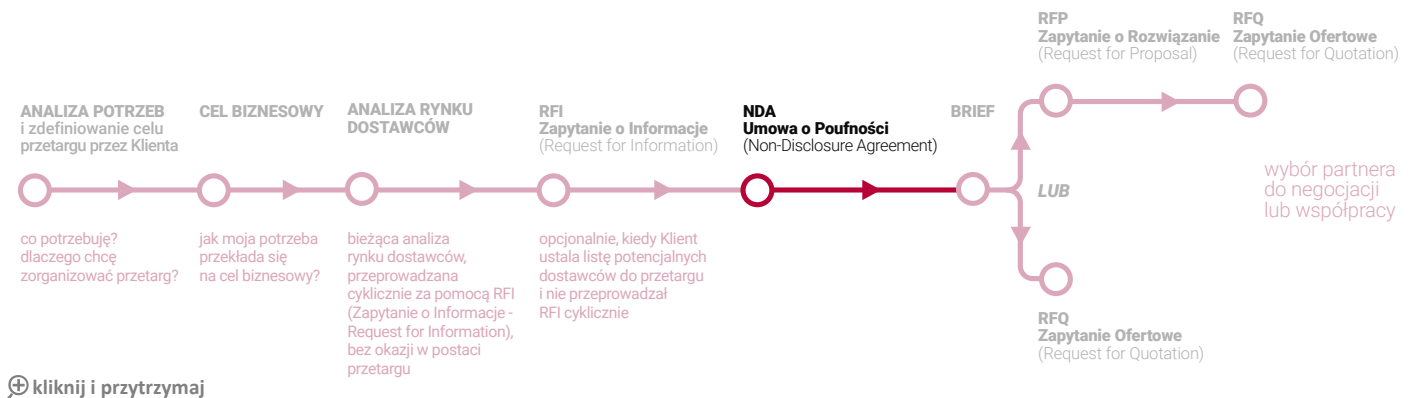 ANALIZA POTRZEB
i zdefiniowanie celu
przetargu przez Klienta
co potrzebuję?
dlaczego chcę
zorganizować przetarg?
CEL BIZNESOWY
jak moja potrzeba
przekłada się
na cel biznesowy?
ANALIZA RYNKU
DOSTAWCÓW
bieżąca analiza
rynku dostawców,
przeprowadzana
cyklicznie za pomocą RFI
(Zapytanie o Informacje -
Request for Information),
bez okazji w postaci
przetargu
RFI
Zapytanie o Informacje
(Request for Information)
opcjonalnie, kiedy Klient
ustala listę potencjalnych
dostawców do przetargu
i nie przeprowadzał
RFI cyklicznie
NDA
Umowa o Poufności
(Non-Disclosure Agreement)
BRIEF
RFP
Zapytanie o Rozwiązanie
(Request for Proposal)
RFQ
Zapytanie Ofertowe
(Request for Quotation)
LUB
wybór partnera
do negocjacji
lub współpracy
RFQ
Zapytanie Ofertowe
(Request for Quotation)
kliknij i przytrzymaj